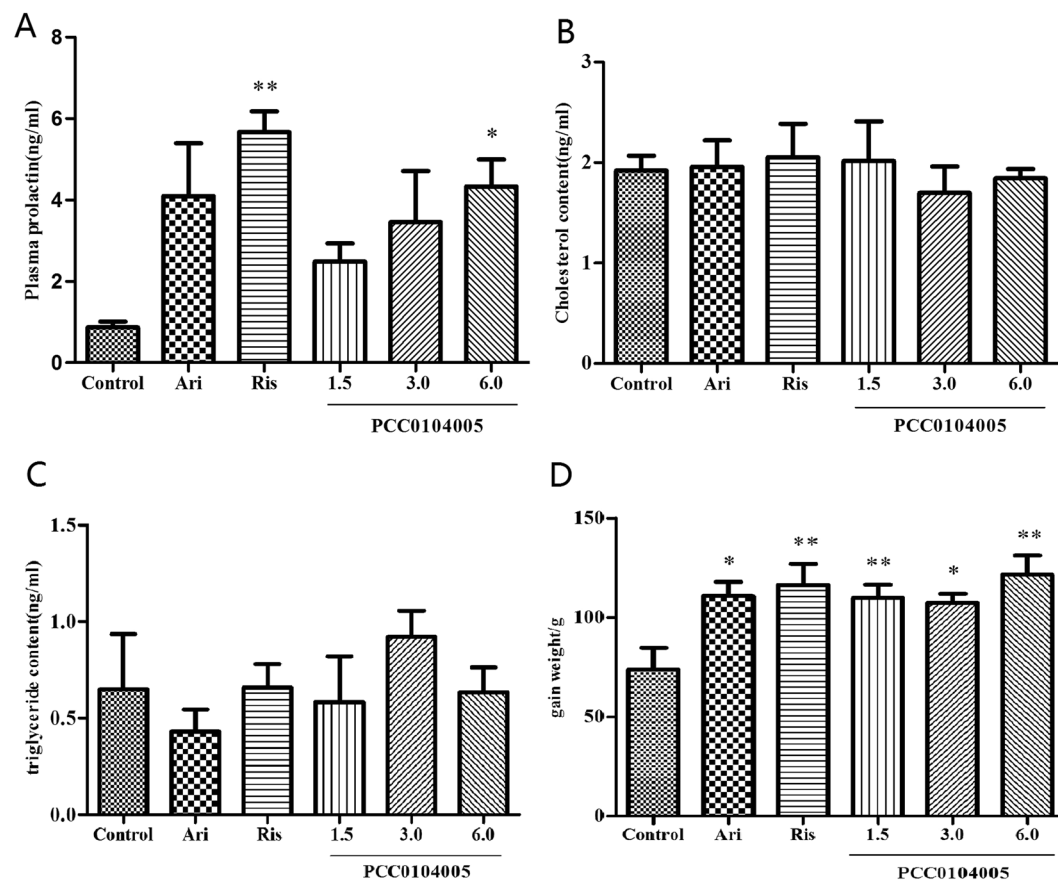 A
Plasma prolactin(ng/ml)
8
6
4
2
0
**
*
Control Ari Ris 1.5 3.0 6.0
PCC0104005
B
Cholesterol content(ng/ml)
3
2
1
0
Control Ari Ris 1.5 3.0 6.0
PCC0104005
C
triglyceride content(ng/ml)
1.5
1.0
0.5
0.0
Control Ari Ris 1.5 3.0 6.0
PCC0104005
D
gain weight/g
150
100
50
0
* ** ** * **
Control Ari Ris 1.5 3.0 6.0
PCC0104005